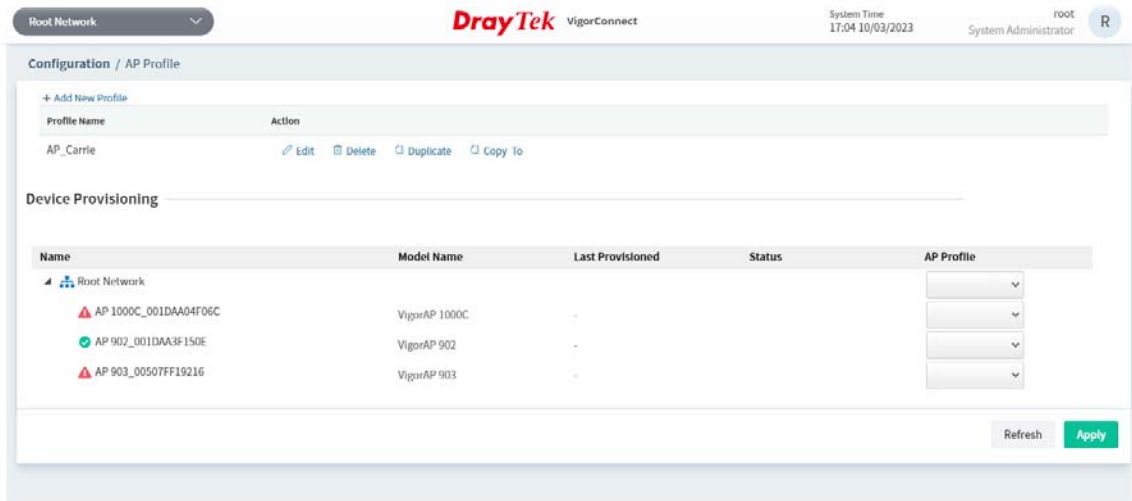 Root Network
DrayTek VigorConnect
System Time
17:04 10/03/2023
root
System Administrator
R
Configuration / AP Profile
+ Add New Profile
Profile Name Action
AP_Carrie Edit Delete Duplicate Copy To
Device Provisioning
Name Model Name Last Provisioned Status AP Profile
Root Network
AP 1000C_001DAA04F06C VigorAP 1000C -
AP 902_001DAA3F150E VigorAP 902 -
AP 903_00507FF19216 VigorAP 903 -
Refresh Apply